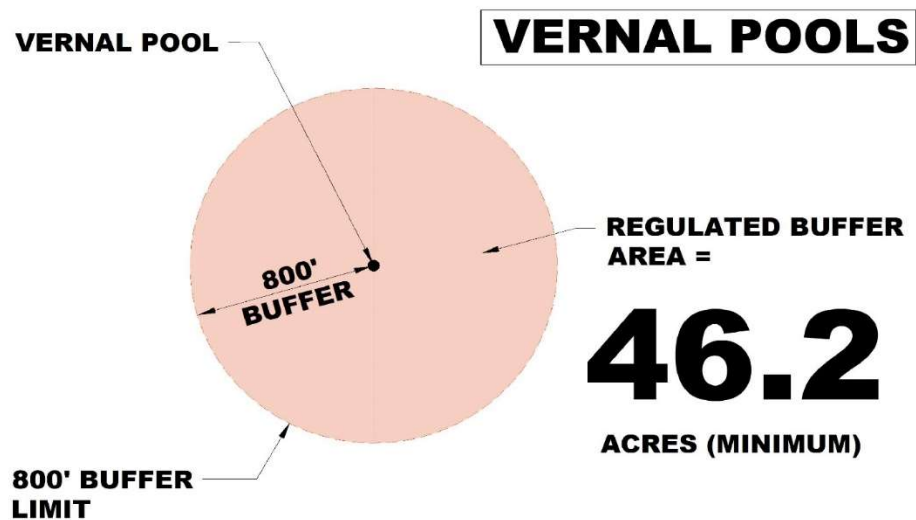 VERNAL POOLS
VERNAL POOL
800'
BUFFER
REGULATED BUFFER
AREA =
46.2
ACRES (MINIMUM)
800' BUFFER
LIMIT